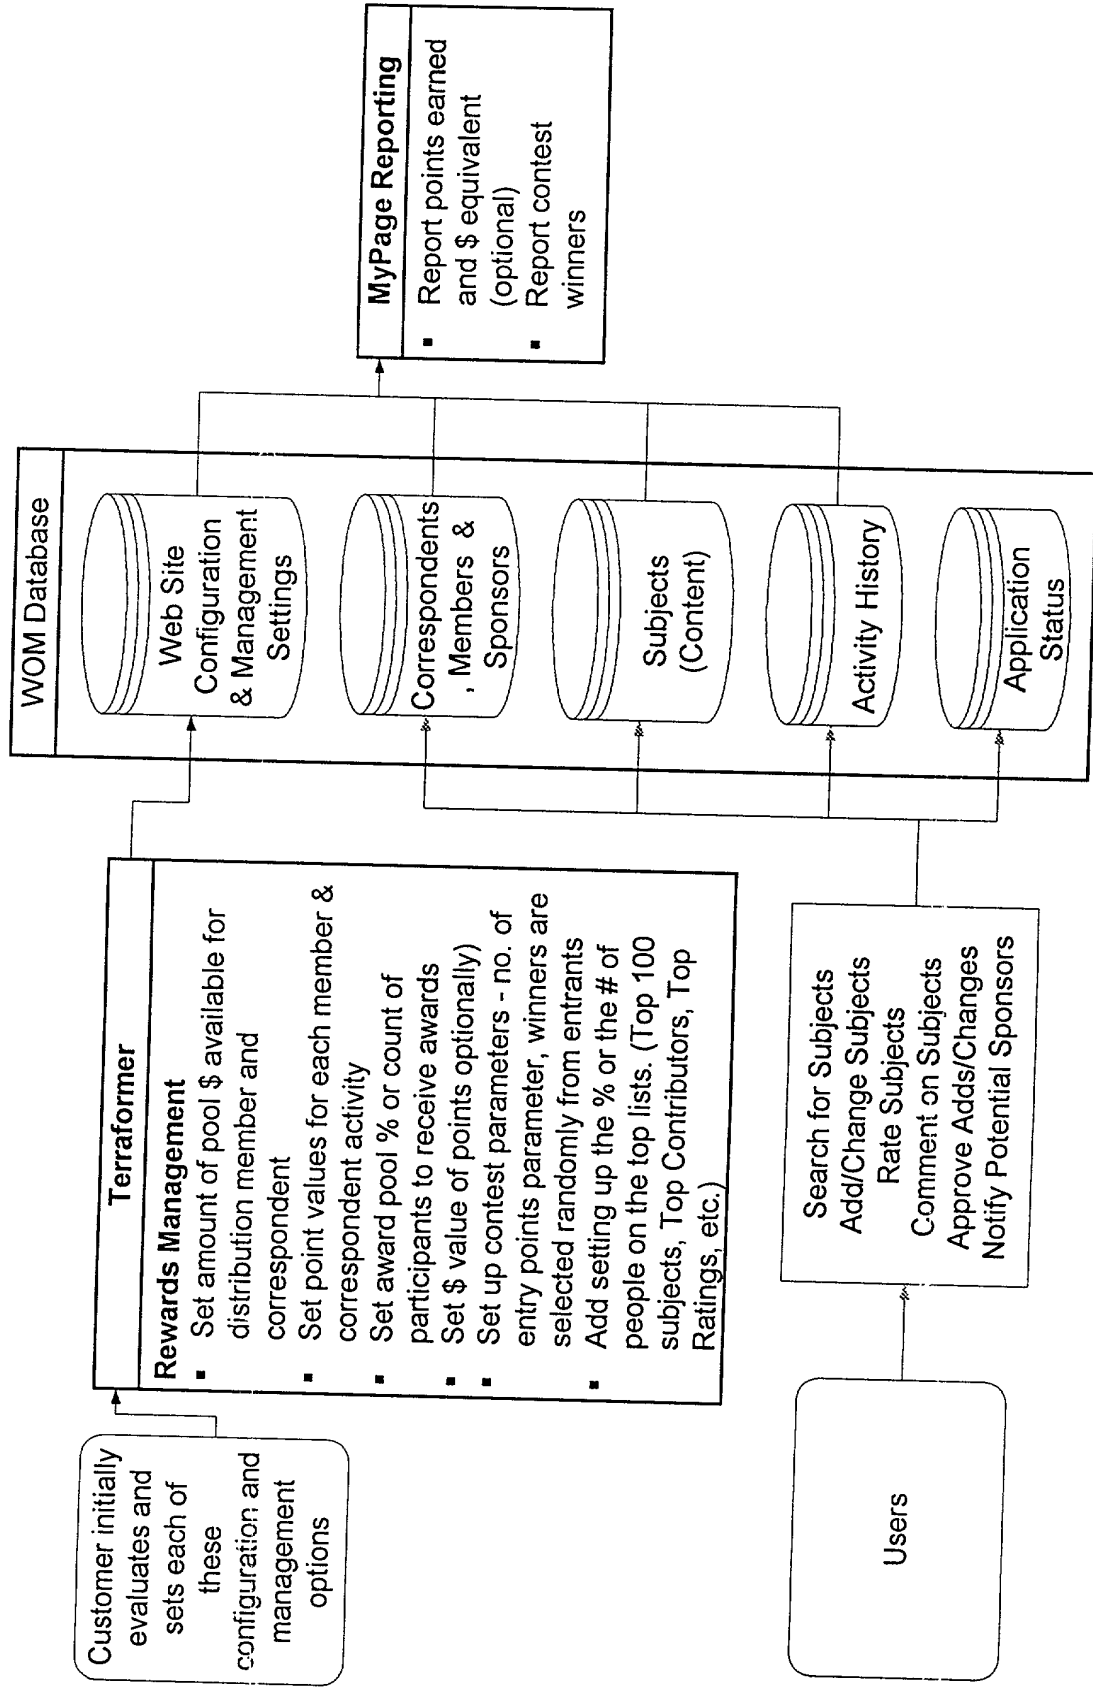 Customer initially
evaluates and
sets each of
these
configuration and
management
options
Terraformer
Rewards Management
▪ Set amount of pool $ available for
distribution member and
correspondent
▪ Set point values for each member &
correspondent activity
▪ Set award pool % or count of
participants to receive awards
▪ Set $ value of points optionally)
▪ Set up contest parameters - no. of
entry points parameter, winners are
selected randomly from entrants
▪ Add setting up the % or the # of
people on the top lists. (Top 100
subjects, Top Contributors, Top
Ratings, etc.)
Users
Search for Subjects
Add/Change Subjects
Rate Subjects
Comment on Subjects
Approve Adds/Changes
Notify Potential Sponsors
WOM Database
Web Site
Configuration
& Management
Settings
Correspondents
, Members &
Sponsors
Subjects
(Content)
Activity History
Application
Status
MyPage Reporting
▪ Report points earned
and $ equivalent
(optional)
▪ Report contest
winners